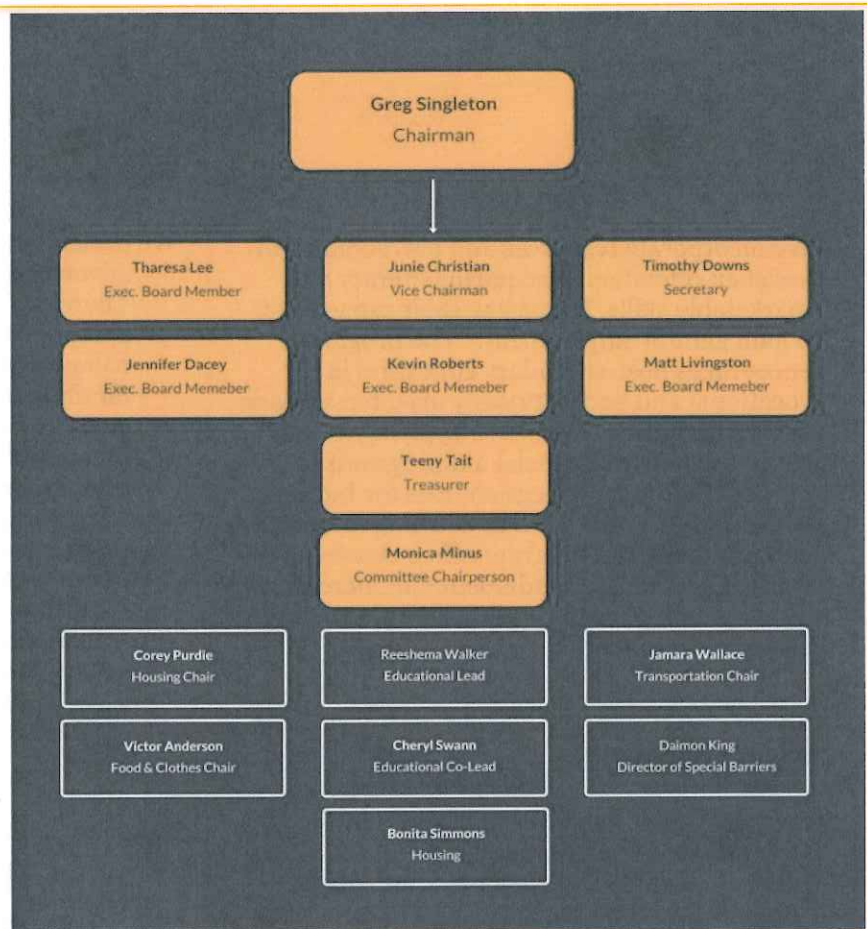 Greg Singleton
Chairman
Tharesa Lee
Exec. Board Member
Junie Christian
Vice Chairman
Timothy Downs
Secretary
Jennifer Dacey
Exec. Board Memeber
Kevin Roberts
Exec. Board Memeber
Matt Livingston
Exec. Board Memeber
Teeny Tait
Treasurer
Monica Minus
Committee Chairperson
Corey Purdie
Housing Chair
Reeshema Walker
Educational Lead
Jamara Wallace
Transportation Chair
Victor Anderson
Food & Clothes Chair
Cheryl Swann
Educational Co-Lead
Daimon King
Director of Special Barriers
Bonita Simmons
Housing